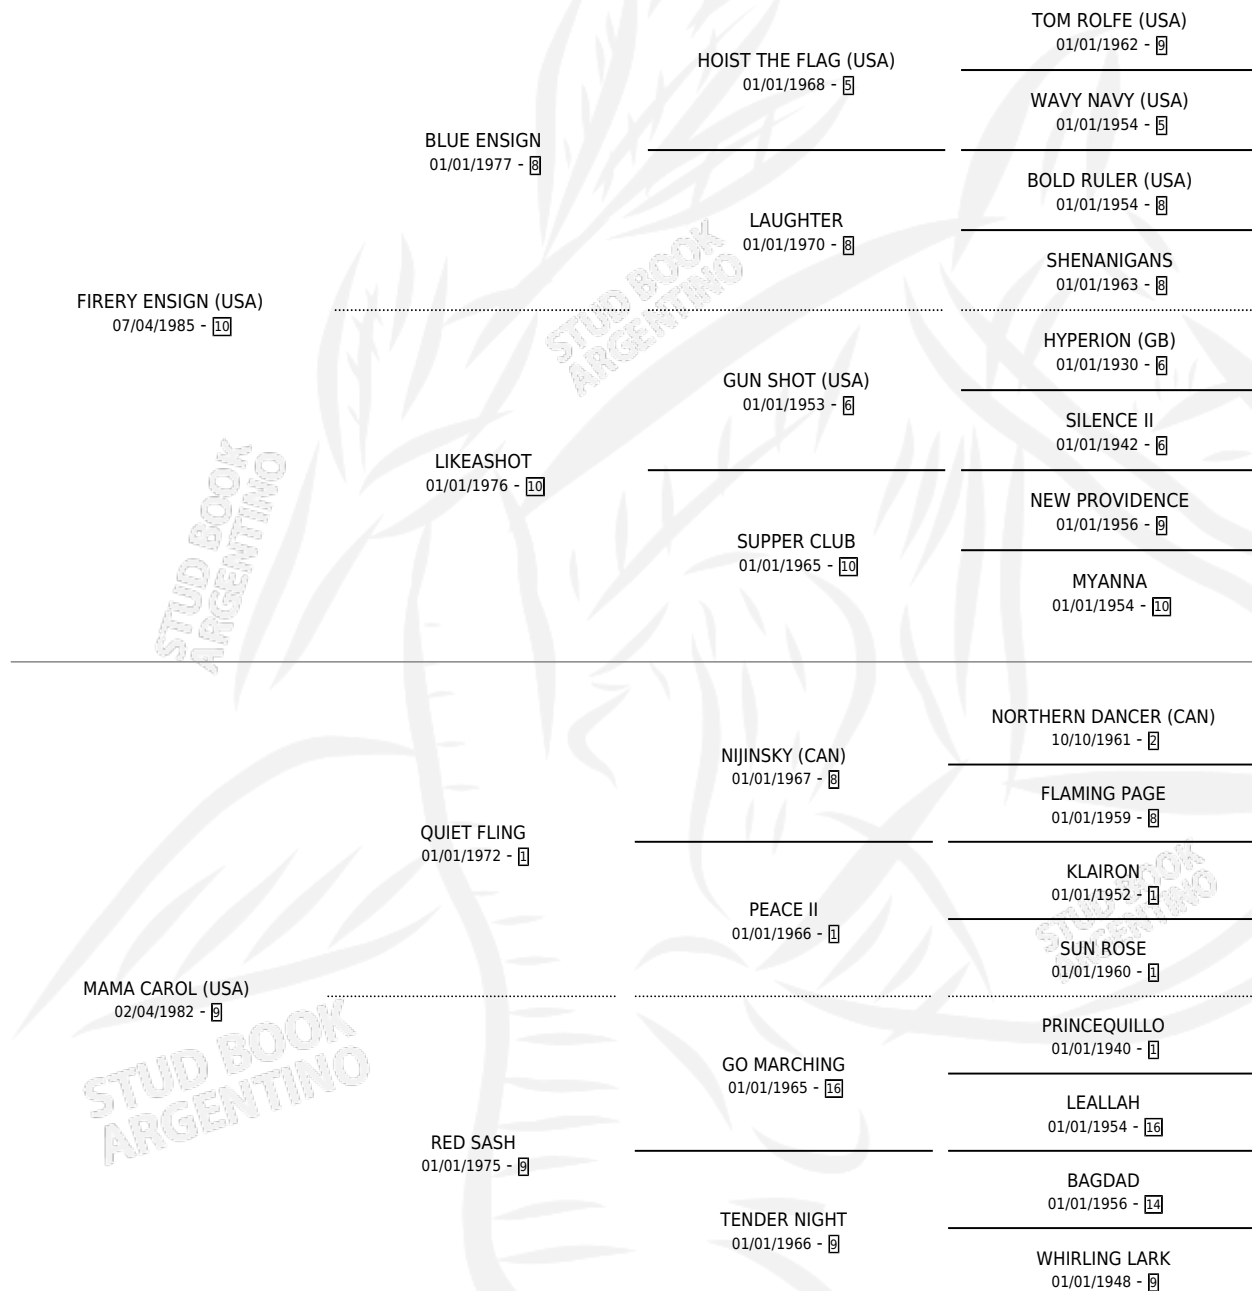 FIRERY ENSIGN (USA)
07/04/1985 - 10
BLUE ENSIGN
01/01/1977 - 8
HOIST THE FLAG (USA)
01/01/1968 - 5
TOM ROLFE (USA)
01/01/1962 - 9
WAVY NAVY (USA)
01/01/1954 - 5
LAUGHTER
01/01/1970 - 8
BOLD RULER (USA)
01/01/1954 - 8
SHENANIGANS
01/01/1963 - 8
LIKEASHOT
01/01/1976 - 10
GUN SHOT (USA)
01/01/1953 - 6
HYPERION (GB)
01/01/1930 - 6
SILENCE II
01/01/1942 - 6
SUPPER CLUB
01/01/1965 - 10
NEW PROVIDENCE
01/01/1956 - 9
MYANNA
01/01/1954 - 10
MAMA CAROL (USA)
02/04/1982 - 9
QUIET FLING
01/01/1972 - 1
NIJINSKY (CAN)
01/01/1967 - 8
NORTHERN DANCER (CAN)
10/10/1961 - 2
FLAMING PAGE
01/01/1959 - 8
PEACE II
01/01/1966 - 1
KLAIRON
01/01/1952 - 1
SUN ROSE
01/01/1960 - 1
RED SASH
01/01/1975 - 9
GO MARCHING
01/01/1965 - 16
PRINCEQUILLO
01/01/1940 - 1
LEALLAH
01/01/1954 - 16
TENDER NIGHT
01/01/1966 - 9
BAGDAD
01/01/1956 - 14
WHIRLING LARK
01/01/1948 - 9
STUD BOOK
ARGENTINO
STUD BOOK
ARGENTINO
STUD BOOK
ARGENTINO
STUD BOOK
ARGENTINO